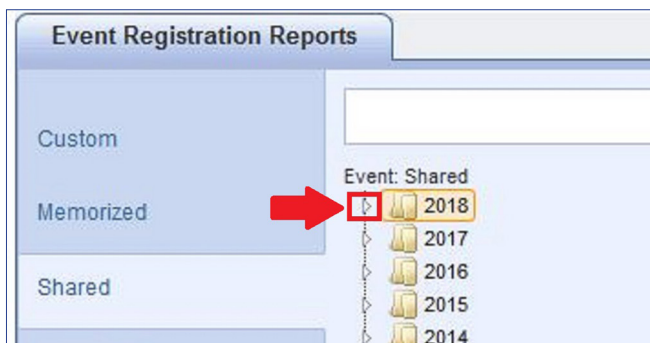 Event Registration Reports
Custom
Memorized
Shared
Event: Shared
2018
2017
2016
2015
2014